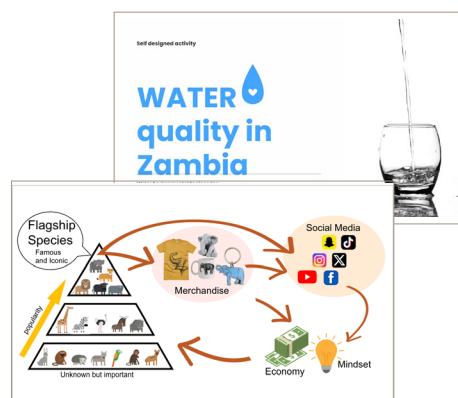 Self designed activity
WATER
quality in
Zambia
Flagship
Species
Famous
and Iconic
popularity
Unknown but important
Merchandise
Social Media
Economy
Mindset